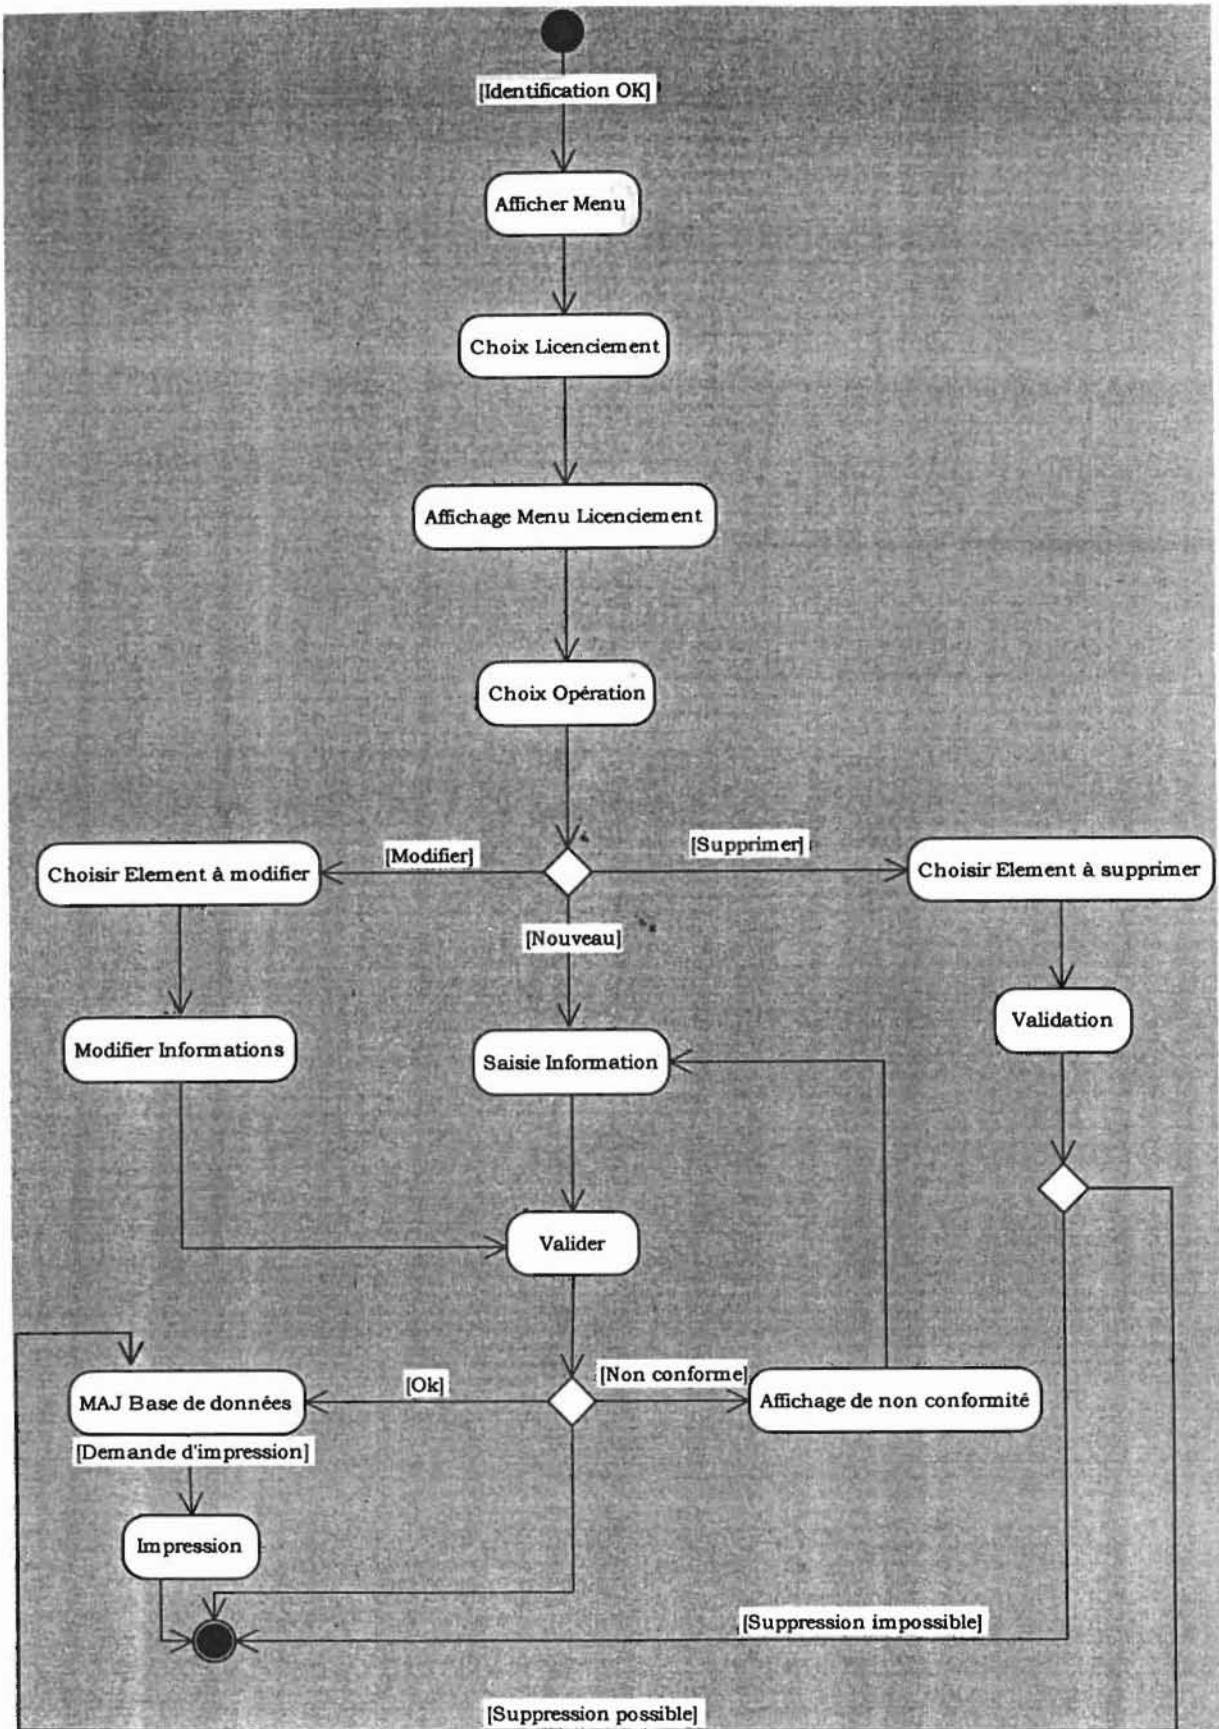 [Identification OK]
Afficher Menu
Choix Licenciement
Affichage Menu Licenciement
Choix Opération
[Modifier]
[Supprimer]
Choisir Element à modifier
Choisir Element à supprimer
[Nouveau]
Modifier Informations
Saisie Information
Validation
Valider
[Ok]
[Non conforme]
MAJ Base de données
Affichage de non conformité
[Demande d'impression]
Impression
[Suppression impossible]
[Suppression possible]